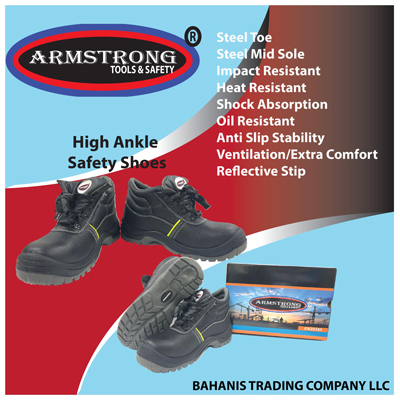 ARMSTRONG
TOOLS & SAFETY
®
Steel Toe
Steel Mid Sole
Impact Resistant
Heat Resistant
Shock Absorption
Oil Resistant
Anti Slip Stability
Ventilation/Extra Comfort
Reflective Stip
High Ankle
Safety Shoes
ARMSTRONG
BAHANIS TRADING COMPANY LLC